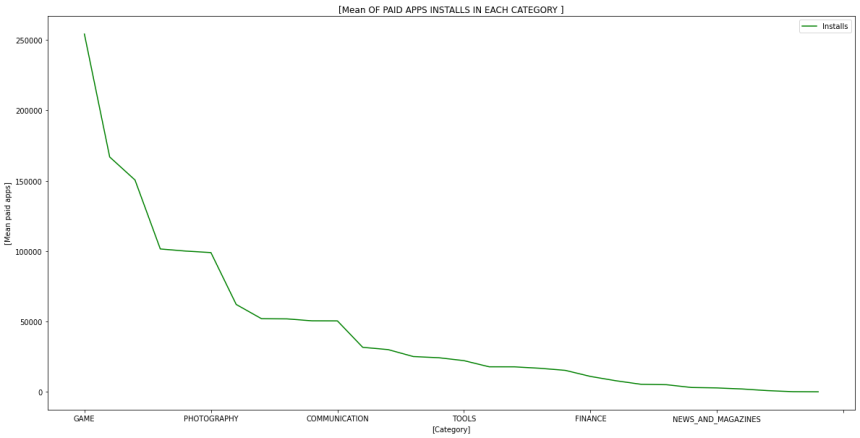 [Mean OF PAID APPS INSTALLS IN EACH CATEGORY ]
Installs
250000
200000
150000
100000
50000
0
[Mean paid apps]
GAME PHOTOGRAPHY COMMUNICATION TOOLS FINANCE NEWS_AND_MAGAZINES
[Category]